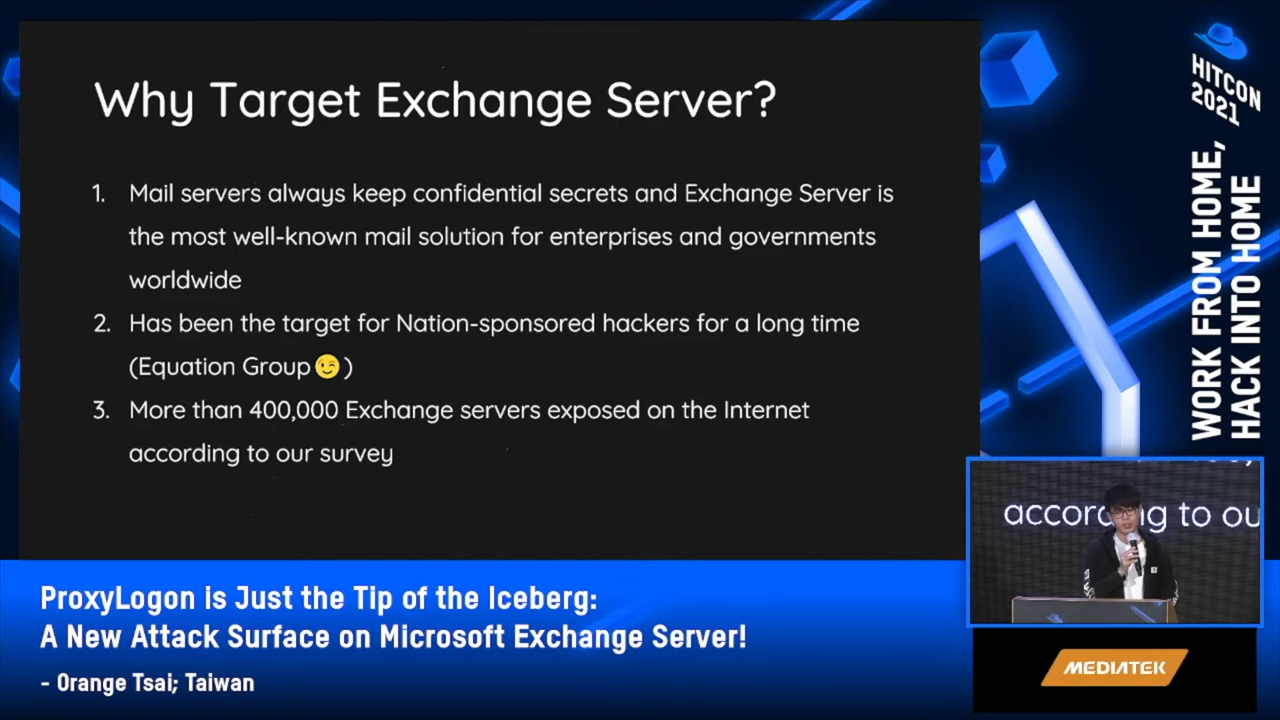 Why Target Exchange Server?
1. Mail servers always keep confidential secrets and Exchange Server is
the most well-known mail solution for enterprises and governments
worldwide
2. Has been the target for Nation-sponsored hackers for a long time
(Equation Group😉)
3. More than 400,000 Exchange servers exposed on the Internet
according to our survey
HITCON
2021
WORK FROM HOME,
HACK INTO HOME
according to ou
ProxyLogon is Just the Tip of the Iceberg:
A New Attack Surface on Microsoft Exchange Server!
- Orange Tsai; Taiwan
MEDIATEK